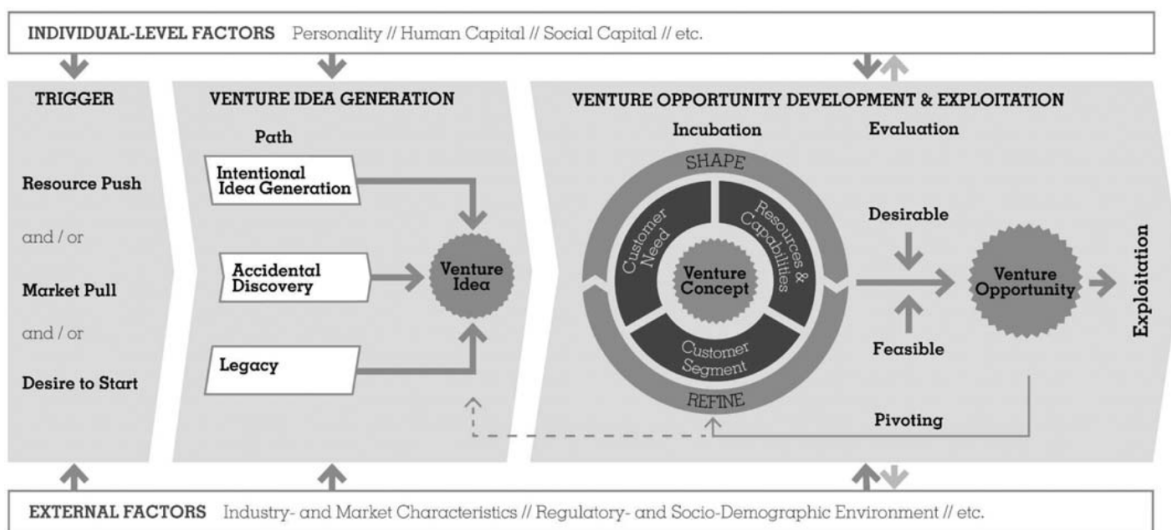 INDIVIDUAL-LEVEL FACTORS Personality // Human Capital // Social Capital // etc.
TRIGGER
Resource Push
and / or
Market Pull
and / or
Desire to Start
VENTURE IDEA GENERATION
Path
Intentional
Idea Generation
Accidental
Discovery
Legacy
Venture
Idea
VENTURE OPPORTUNITY DEVELOPMENT & EXPLOITATION
Incubation
SHAPE
Customer
Need
Resources &
Capabilities
Venture
Concept
Customer
Segment
REFINE
Evaluation
Desirable
Feasible
Venture
Opportunity
Pivoting
Exploitation
EXTERNAL FACTORS Industry- and Market Characteristics // Regulatory- and Socio-Demographic Environment // etc.